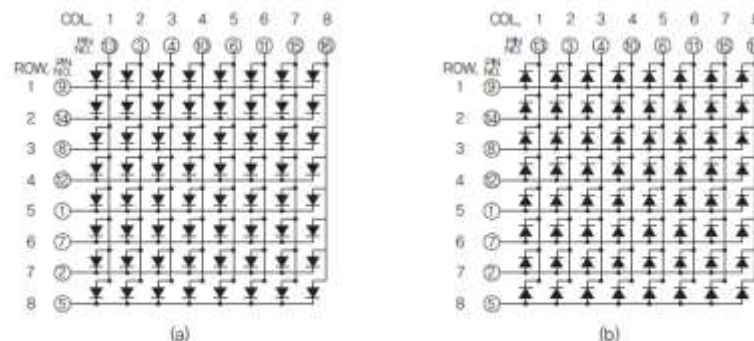 COL. 1 2 3 4 5 6 7 8
PIN NO. ⑬ ③ ④ ⑩ ⑥ ⑪ ⑮ ⑯
ROW. PIN NO.
1 ⑨
2 ⑭
3 ⑧
4 ⑫
5 ①
6 ⑦
7 ②
8 ⑤
(a)
COL. 1 2 3 4 5 6 7 8
PIN NO. ⑬ ③ ④ ⑩ ⑥ ⑪ ⑮
ROW. PIN NO.
1 ⑨
2 ⑭
3 ⑧
4 ⑫
5 ①
6 ⑦
7 ②
8 ⑤
(b)